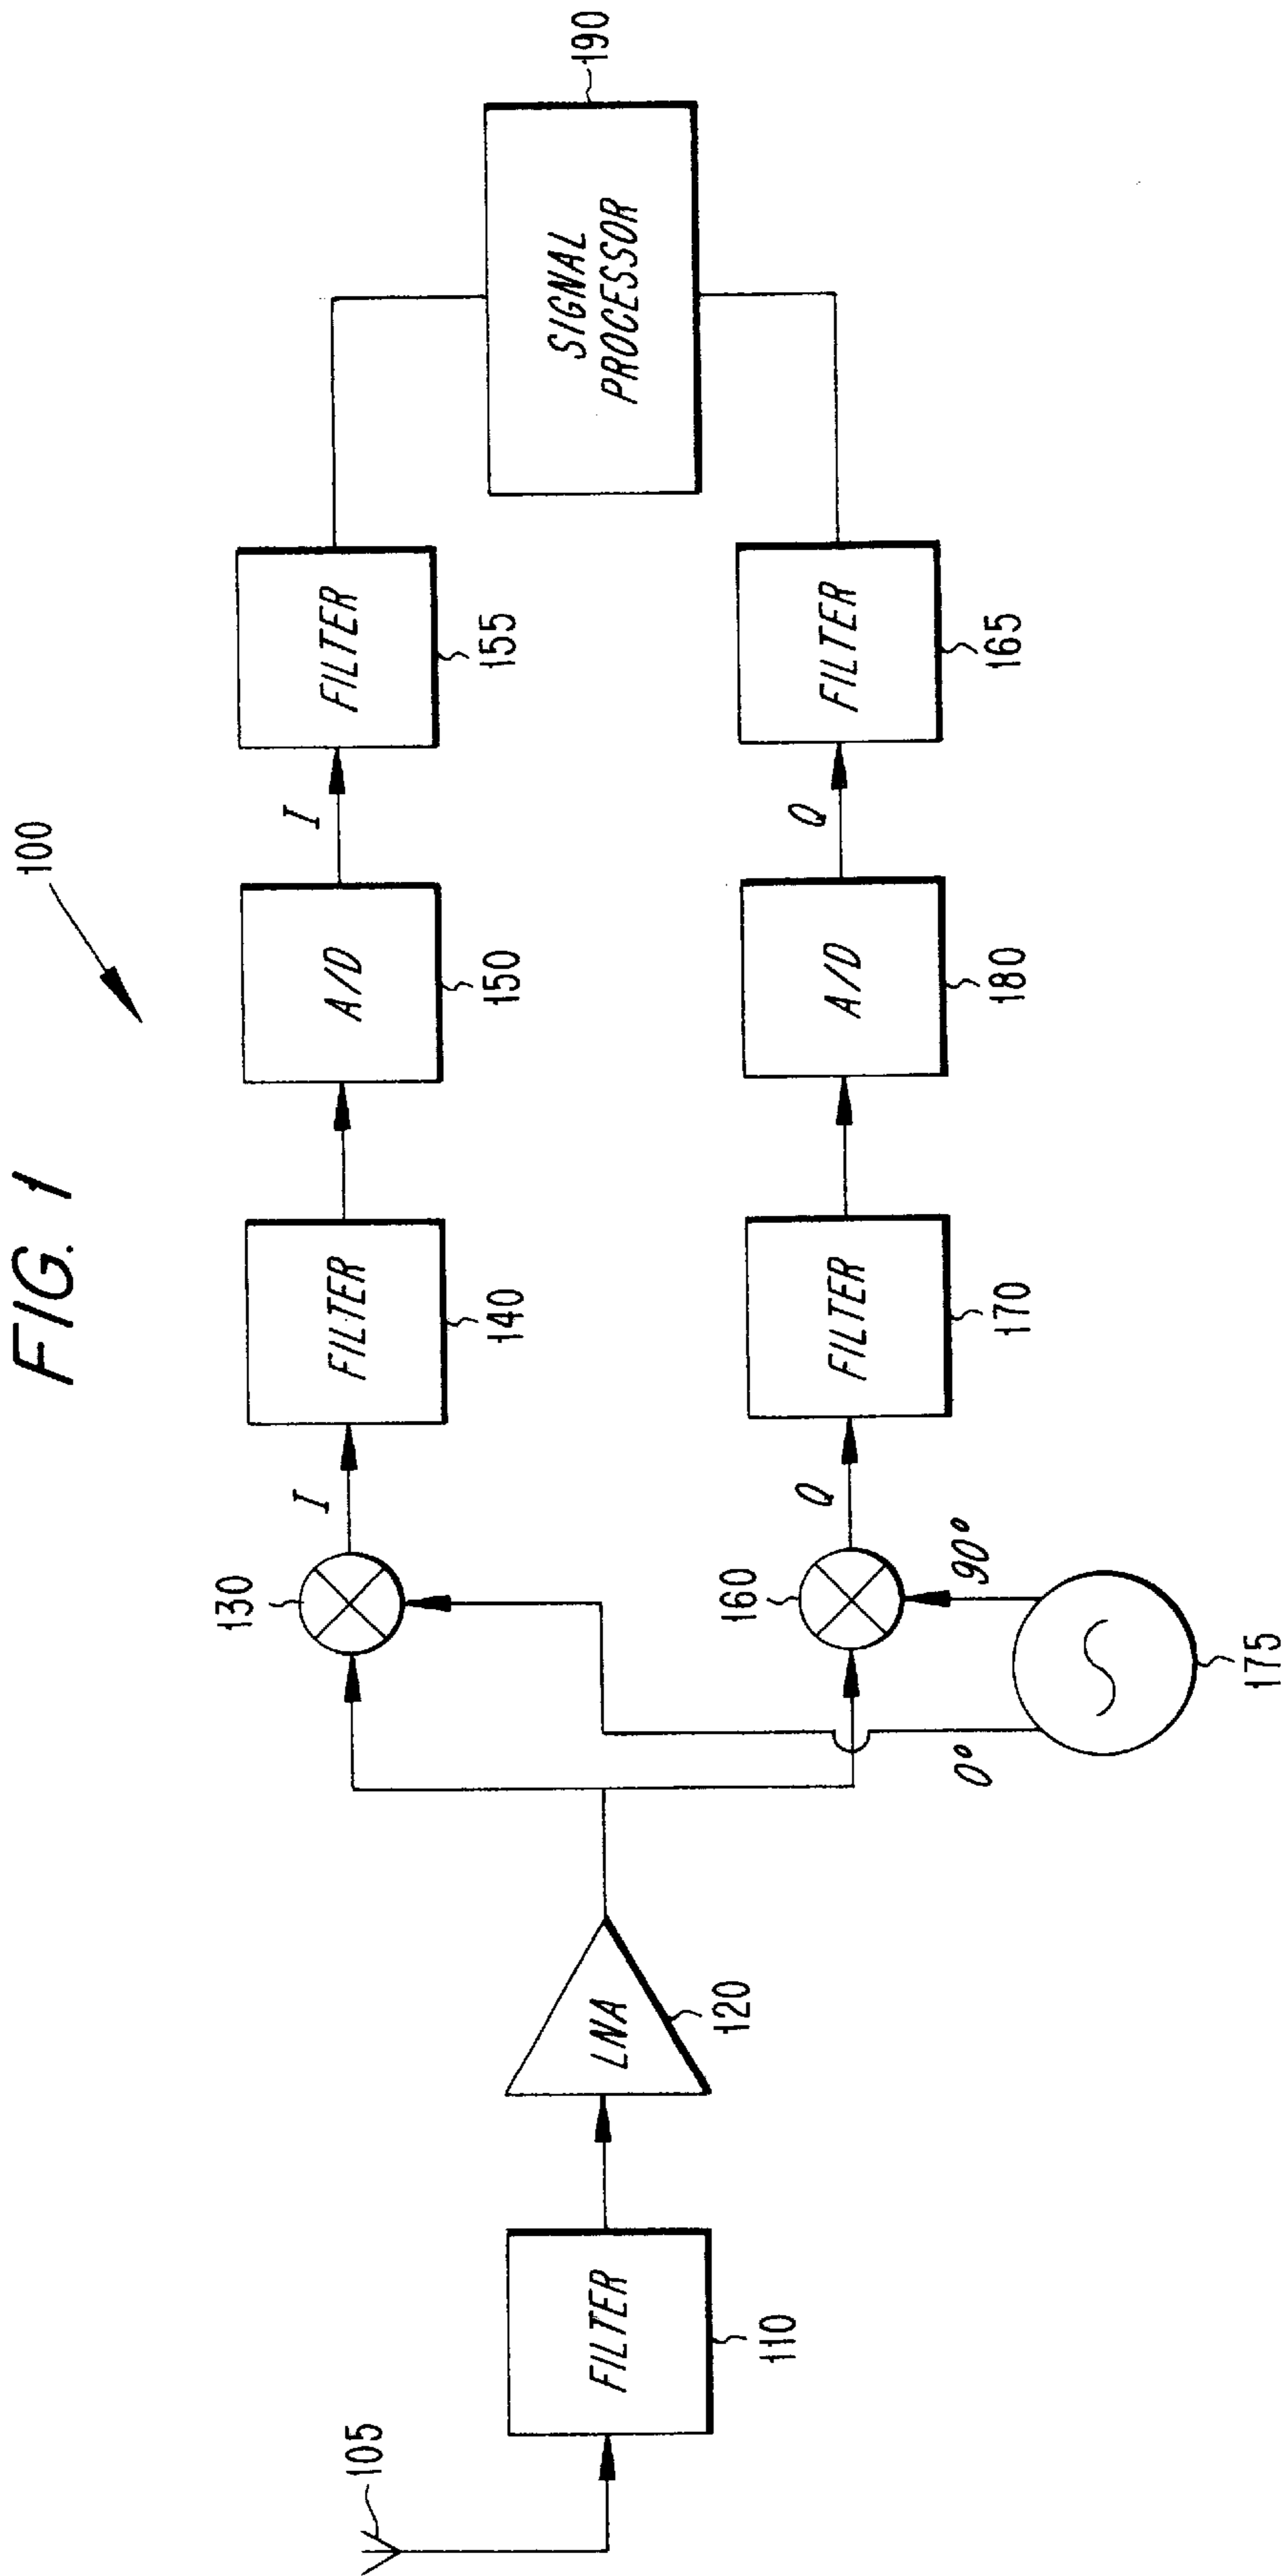 FIG. 1
100
105
FILTER
110
LNA
120
130
I
FILTER
140
A/D
150
I
FILTER
155
160
Q
FILTER
170
A/D
180
Q
FILTER
165
0°
90°
175
SIGNAL
PROCESSOR
190